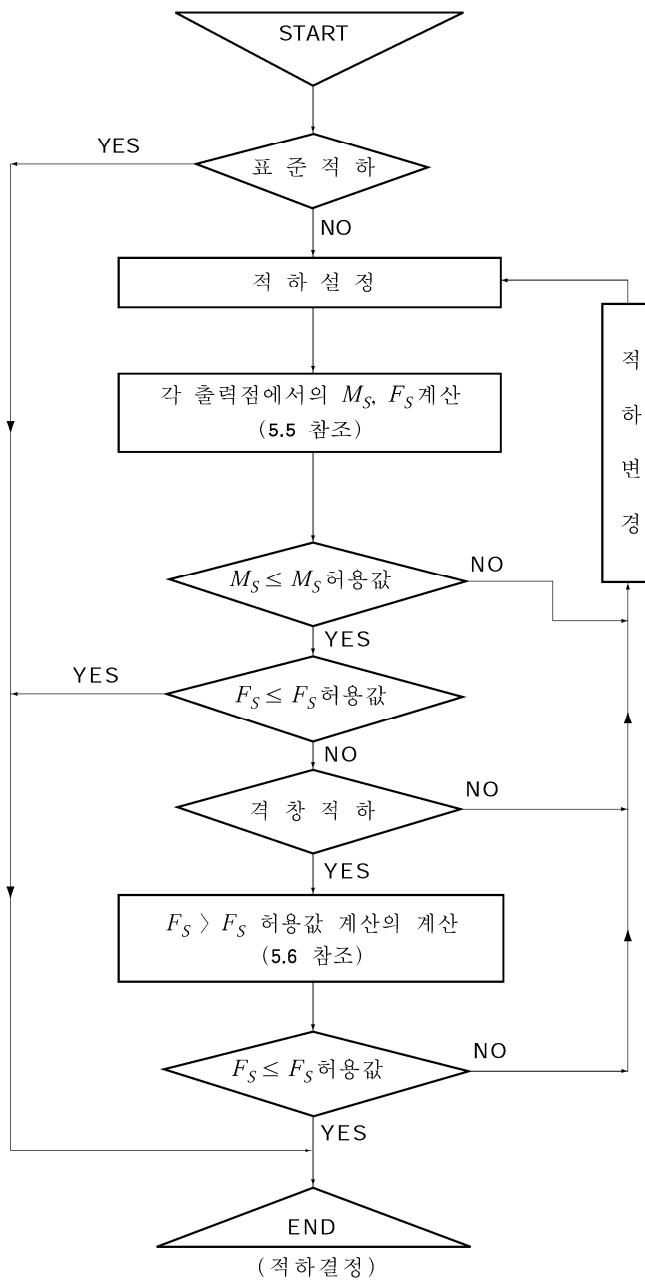 START
YES
표 준 적 하
NO
적 하 설 정
각 출력점에서의 M_S, F_S 계산
(5.5 참조)
적
하
변
경
M_S ≤ M_S 허용값
NO
YES
YES
F_S ≤ F_S 허용값
NO
격 창 적 하
NO
YES
F_S 〉 F_S 허용값 계산의 계산
(5.6 참조)
F_S ≤ F_S 허용값
NO
YES
END
(적하결정)